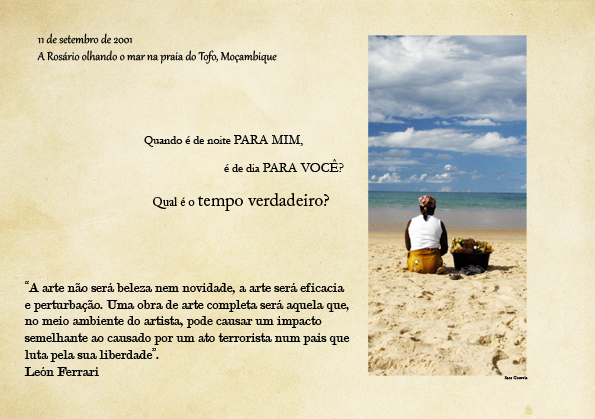 11 de setembro de 2001
A Rosário olhando o mar na praia do Tofo, Moçambique
Quando é de noite PARA MIM,
é de dia PARA VOCÊ?
Qual é o tempo verdadeiro?
“A arte não será beleza nem novidade, a arte será eficacia
e perturbação. Uma obra de arte completa será aquela que,
no meio ambiente do artista, pode causar um impacto
semelhante ao causado por um ato terrorista num pais que
luta pela sua liberdade”.
León Ferrari